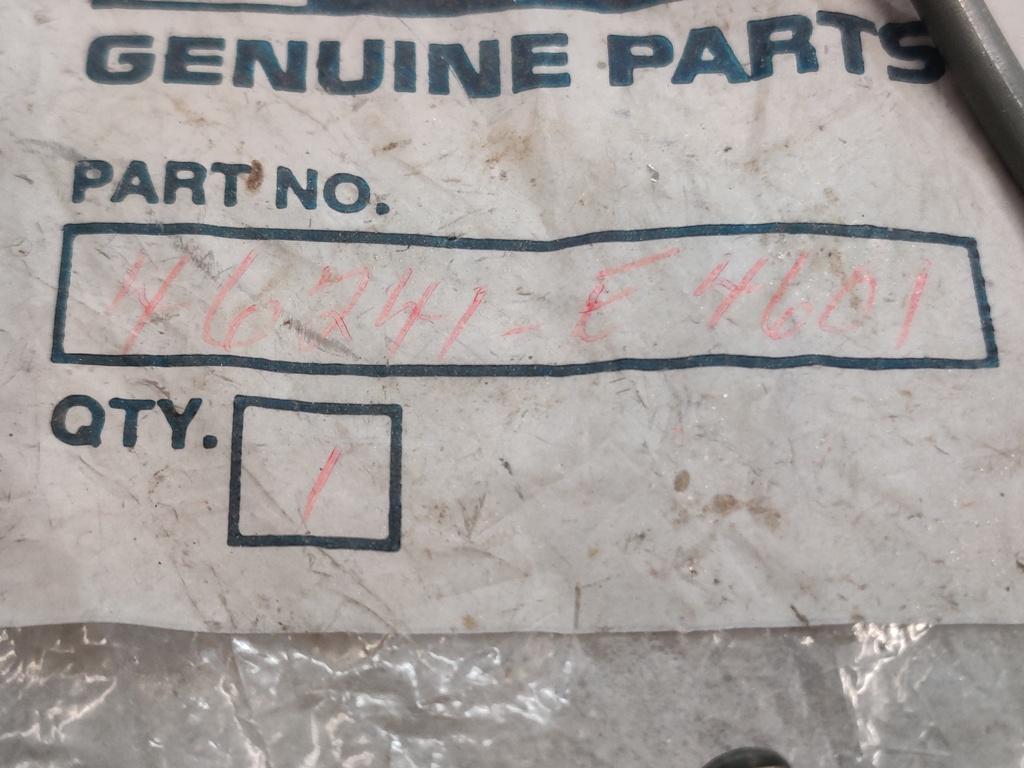 GENUINE PARTS
PART NO.
46241-E4601
QTY.
1